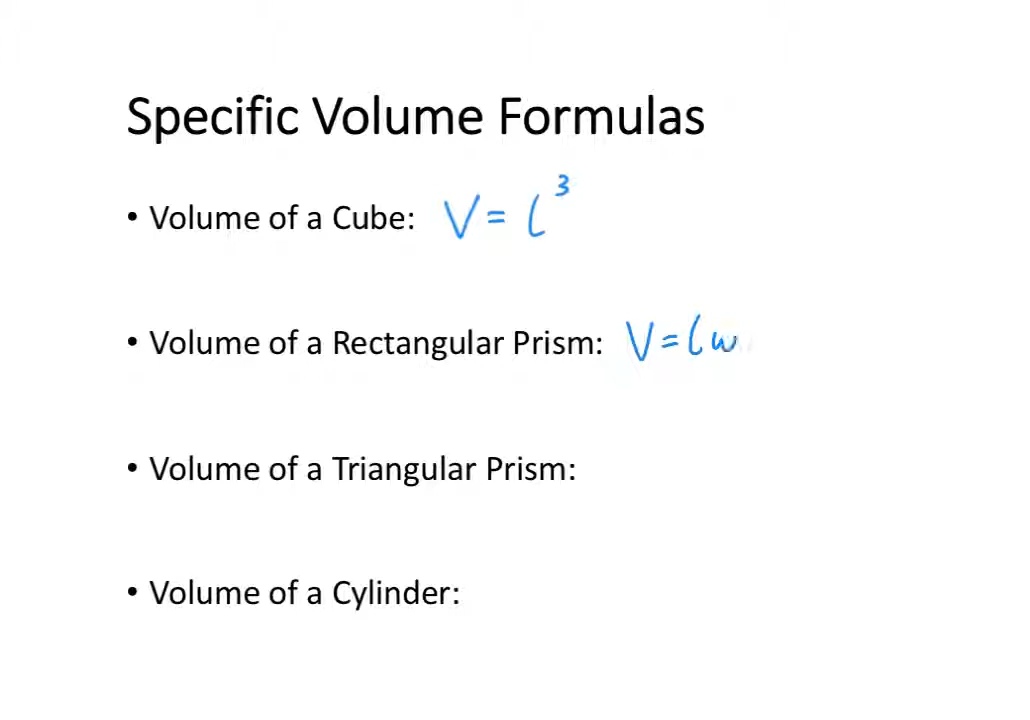 Specific Volume Formulas
• Volume of a Cube: V = l³
• Volume of a Rectangular Prism: V = lw
• Volume of a Triangular Prism:
• Volume of a Cylinder: